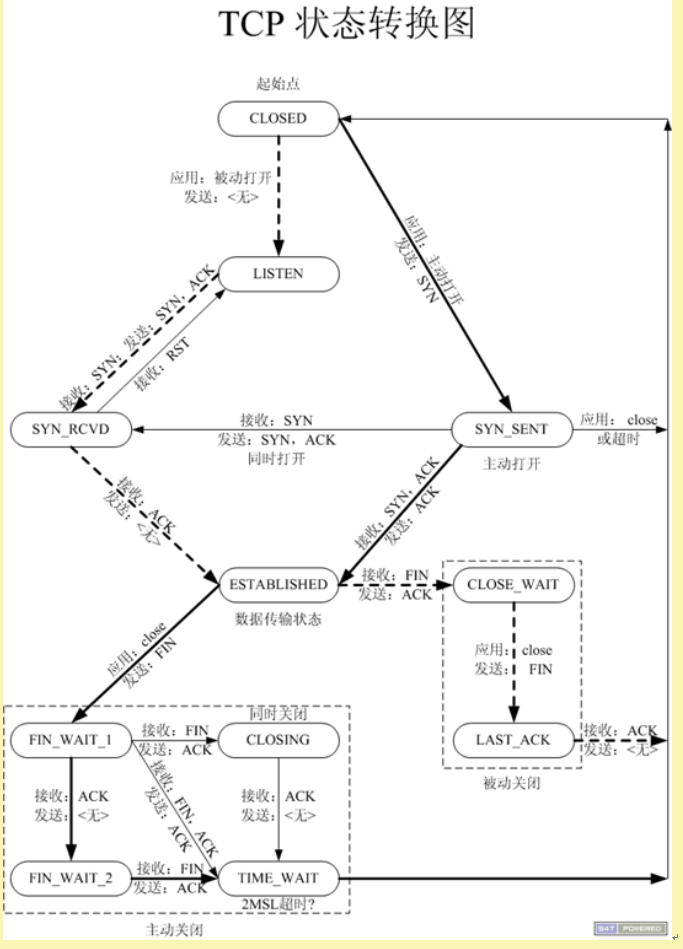 TCP 状态转换图
起始点
CLOSED
应用：被动打开
发送：<无>
应用：主动打开
发送：SYN
LISTEN
接收：SYN；发送：SYN，ACK
接收：RST
SYN_RCVD
接收：SYN
发送：SYN，ACK
同时打开
SYN_SENT
主动打开
应用： close
或超时
接收：ACK
发送：<无>
接收：SYN，ACK
发送：ACK
ESTABLISHED
数据传输状态
接收：FIN
发送：ACK
CLOSE_WAIT
应用： close
发送： FIN
应用：close
发送：FIN
同时关闭
FIN_WAIT_1
接收：FIN
发送：ACK
CLOSING
LAST_ACK
接收：ACK
发送：<无>
被动关闭
接收：ACK
发送：<无>
接收：FIN，ACK
发送：ACK
接收：ACK
发送：<无>
FIN_WAIT_2
接收：FIN
发送：ACK
TIME_WAIT
2MSL超时？
主动关闭
S4T POWERED